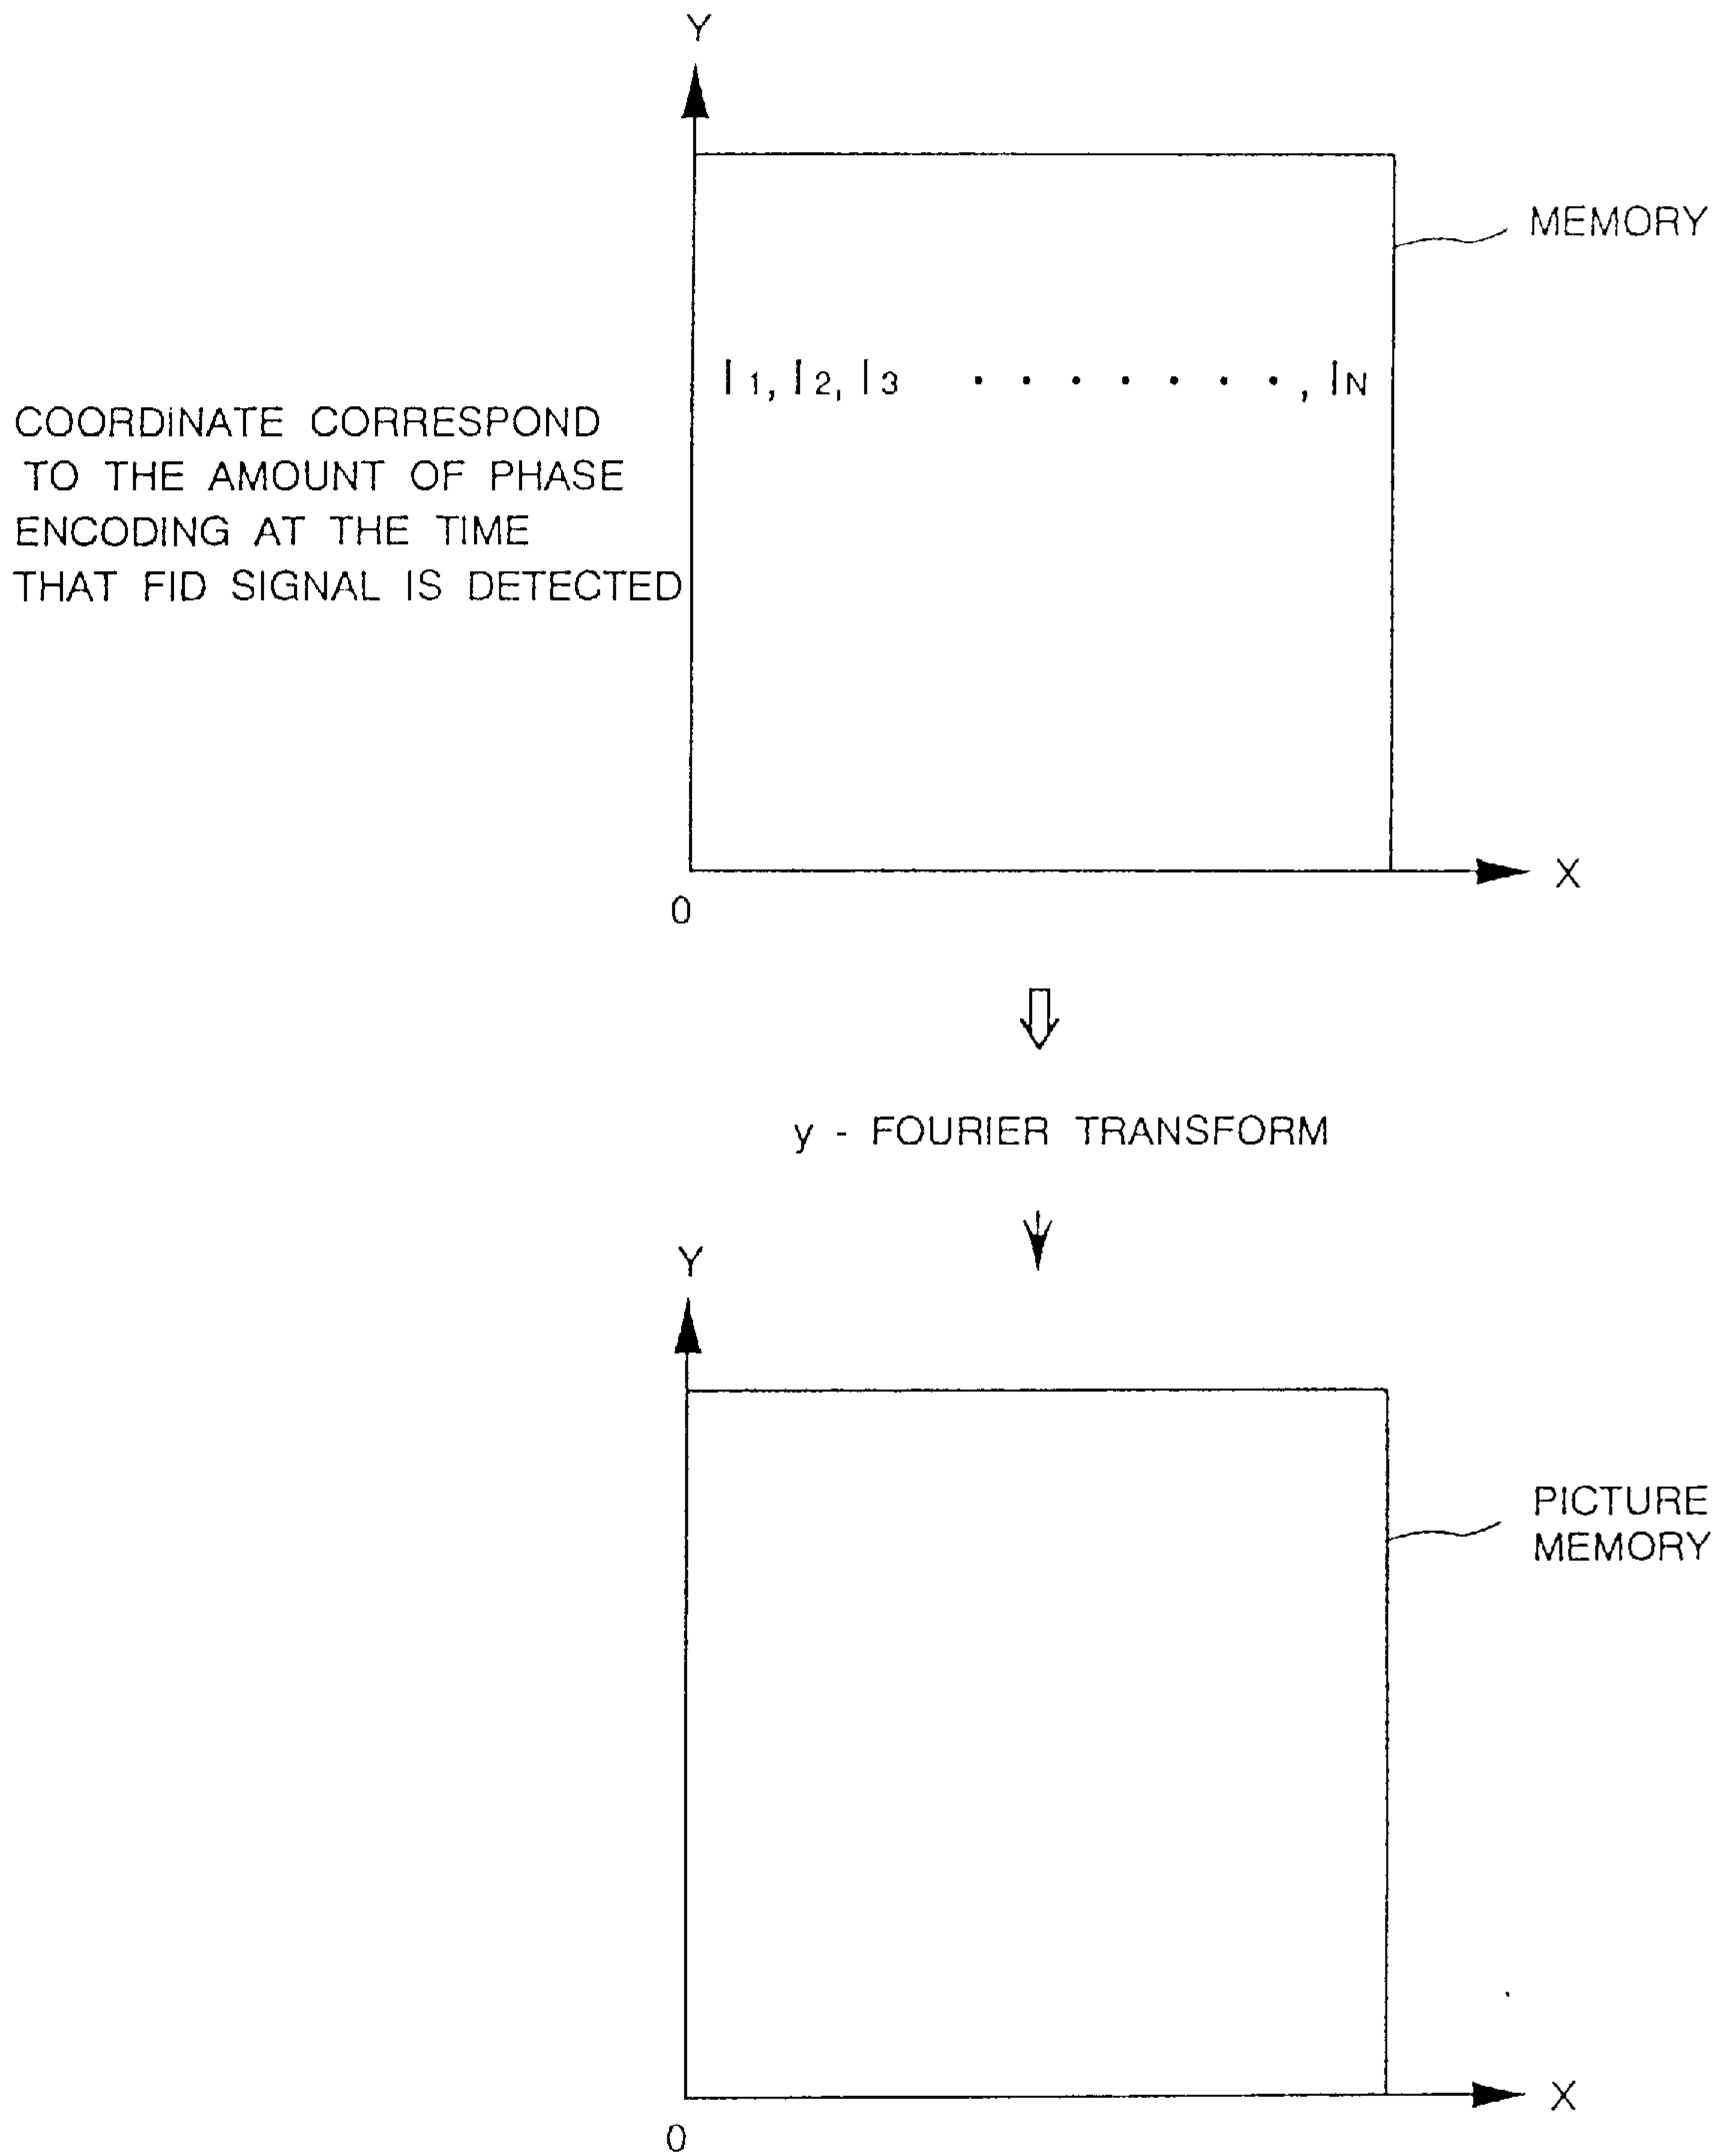 Y
MEMORY
I1, I2, I3 · · · · · · ·, IN
COORDINATE CORRESPOND
TO THE AMOUNT OF PHASE
ENCODING AT THE TIME
THAT FID SIGNAL IS DETECTED
X
0
y - FOURIER TRANSFORM
Y
PICTURE
MEMORY
X
0